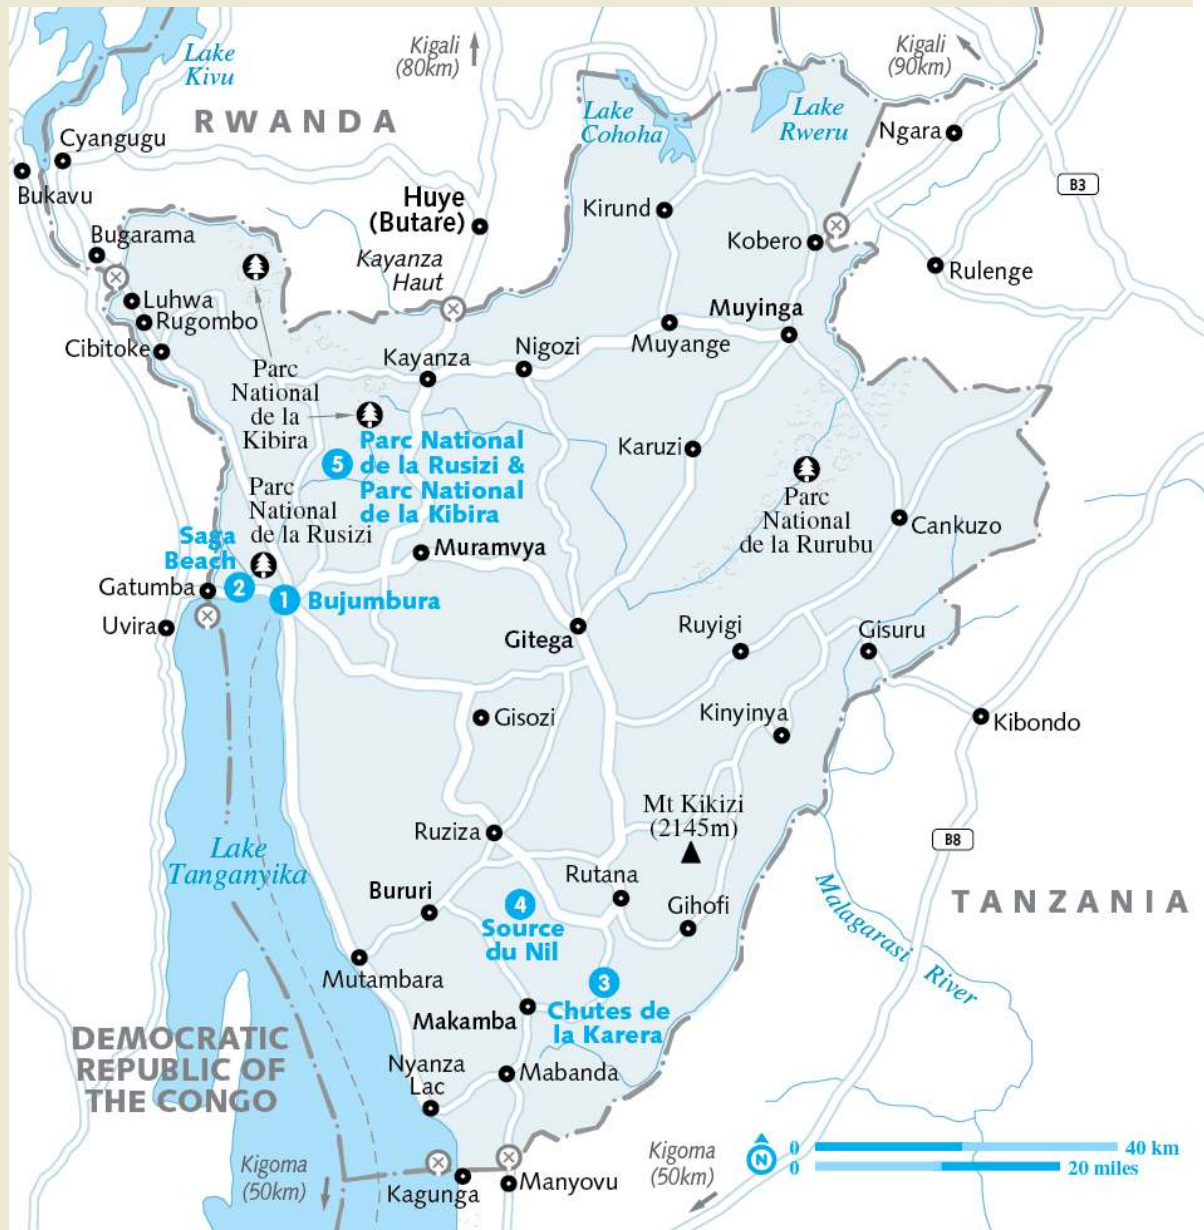 Lake
Kivu
Kigali
(80km)
Kigali
(90km)
RWANDA
Lake
Cohoha
Lake
Rweru
Ngara
Cyangugu
Bukavu
B3
Huye
(Butare)
Kirund
Bugarama
Kobero
Kayanza
Haut
Rulenge
Luhwa
Rugombo
Muyinga
Cibitoke
Muyange
Nigozi
Kayanza
Parc
National
de la
Kibira
5
Parc National
de la Rusizi &
Parc National
de la Kibira
Karuzi
Parc
National
de la Rusizi
Parc
National
de la Rurubu
Cankuzo
Saga
Beach
Muramvya
Gatumba
2
1
Bujumbura
Uvira
Gitega
Ruyigi
Gisuru
Gisozi
Kinyinya
Kibondo
Mt Kikizi
(2145m)
Ruziza
B8
Lake
Tanganyika
Rutana
Bururi
Gihofi
4
Source
du Nil
TANZANIA
Malagarasi River
Mutambara
3
Chutes de
la Karera
Makamba
DEMOCRATIC
REPUBLIC OF
THE CONGO
Nyanza
Lac
Mabanda
Kigoma
(50km)
Kagunga
Manyovu
Kigoma
(50km)
N
0 40 km
0 20 miles